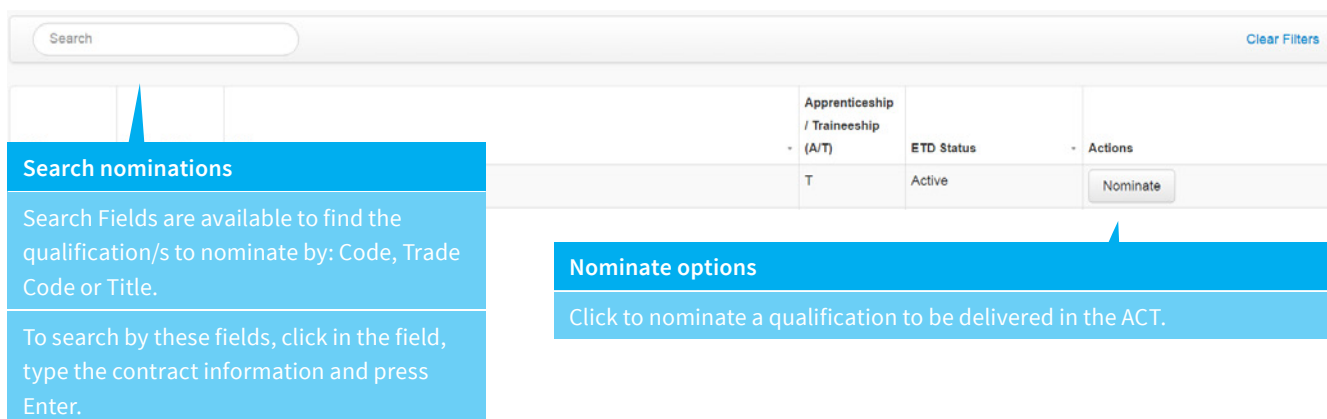 Search
Clear Filters
Apprenticeship
/ Traineeship
(A/T)
ETD Status
Actions
T
Active
Nominate
Search nominations
Search Fields are available to find the
qualification/s to nominate by: Code, Trade
Code or Title.
To search by these fields, click in the field,
type the contract information and press
Enter.
Nominate options
Click to nominate a qualification to be delivered in the ACT.